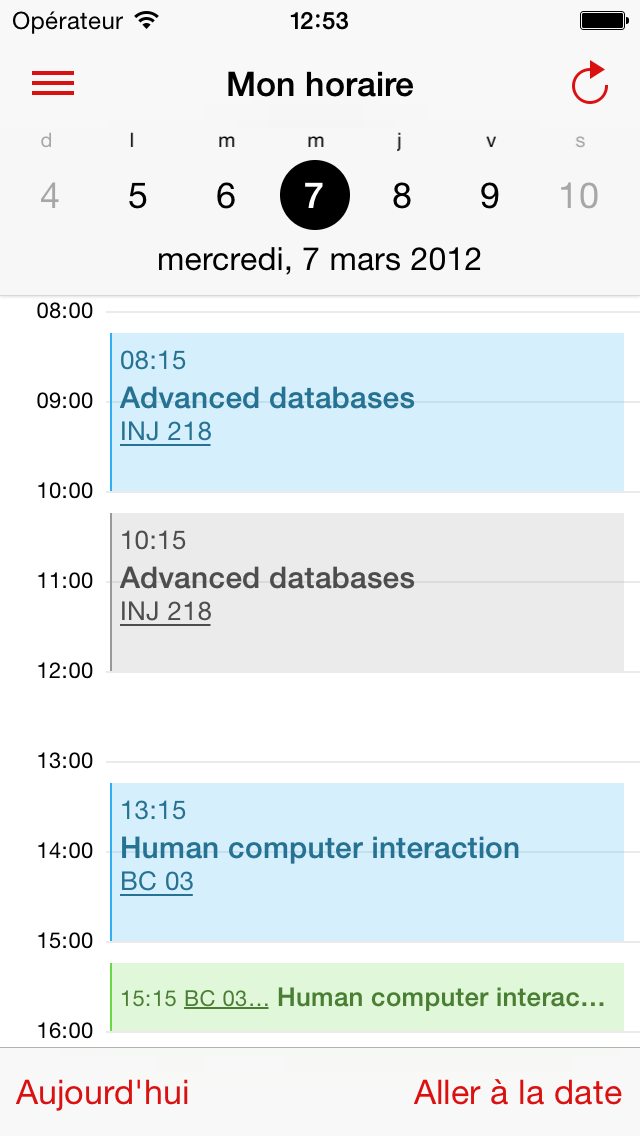 Opérateur 12:53
Mon horaire
d l m m j v s
4 5 6 7 8 9 10
mercredi, 7 mars 2012
08:00
08:15
Advanced databases
09:00
INJ 218
10:00
10:15
Advanced databases
11:00
INJ 218
12:00
13:00
13:15
Human computer interaction
14:00
BC 03
15:00
15:15 BC 03... Human computer interac...
16:00
Aujourd'hui Aller à la date